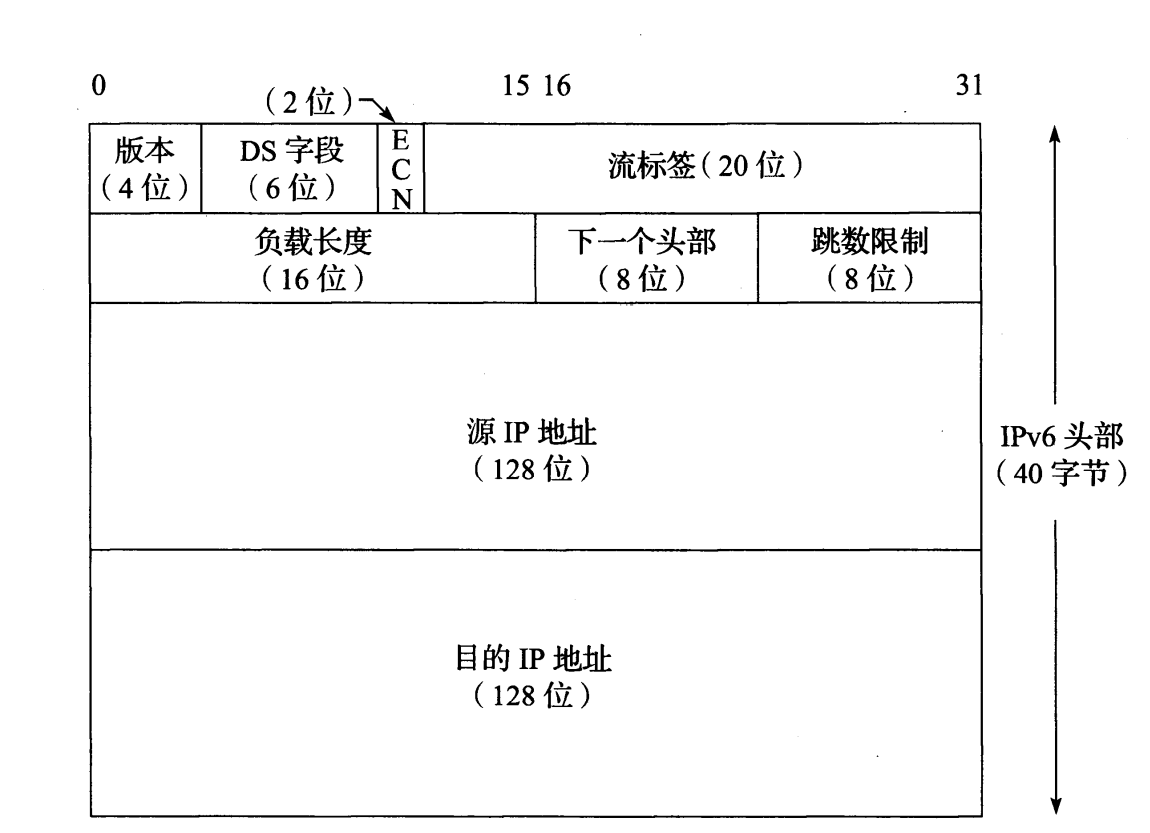 0 15 16 31
（2 位）
版本
（4 位）
DS 字段
（6 位）
E
C
N
流标签（20 位）
负载长度
（16 位）
下一个头部
（8 位）
跳数限制
（8 位）
源 IP 地址
（128 位）
IPv6 头部
（40 字节）
目的 IP 地址
（128 位）